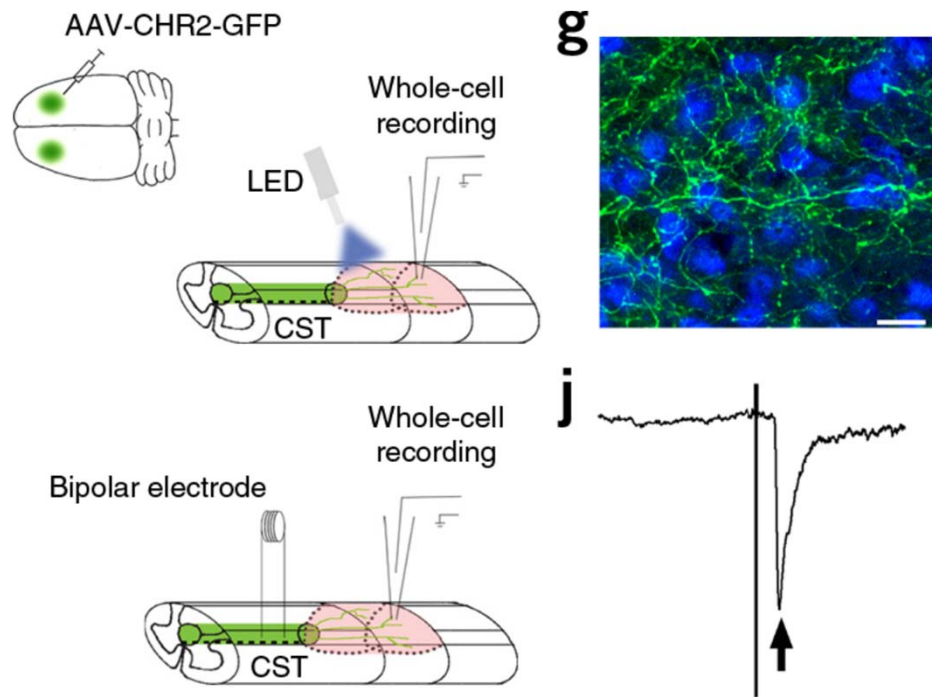 AAV-CHR2-GFP
Whole-cell
recording
LED
CST
g
j
Whole-cell
recording
Bipolar electrode
CST